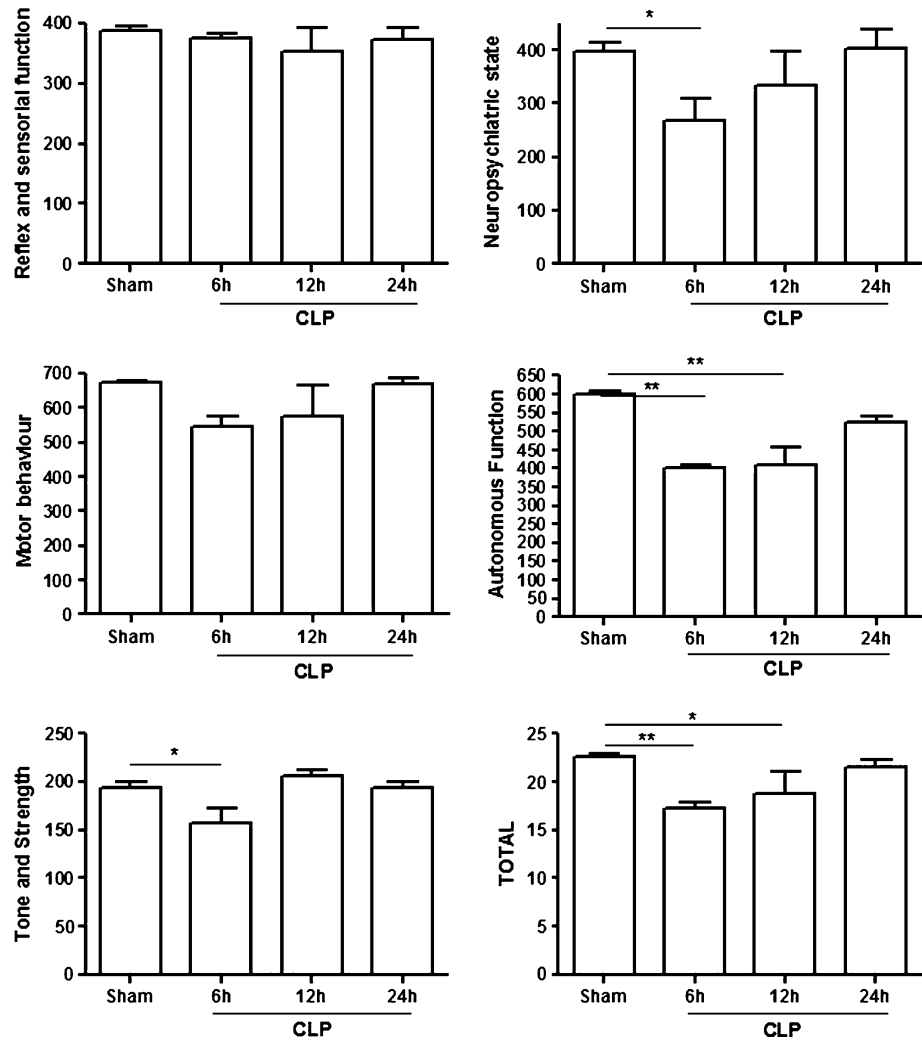 Reflex and sensorial function
400
300
200
100
0
Sham
6h
12h
24h
CLP
Neuropsychlatric state
400
300
200
100
0
*
Sham
6h
12h
24h
CLP
Motor behaviour
700
600
500
400
300
200
100
0
Sham
6h
12h
24h
CLP
Autonomous Function
650
600
550
500
450
400
350
300
250
200
150
100
50
0
**
**
Sham
6h
12h
24h
CLP
Tone and Strength
250
200
150
100
50
0
*
Sham
6h
12h
24h
CLP
TOTAL
25
20
15
10
5
0
*
**
Sham
6h
12h
24h
CLP